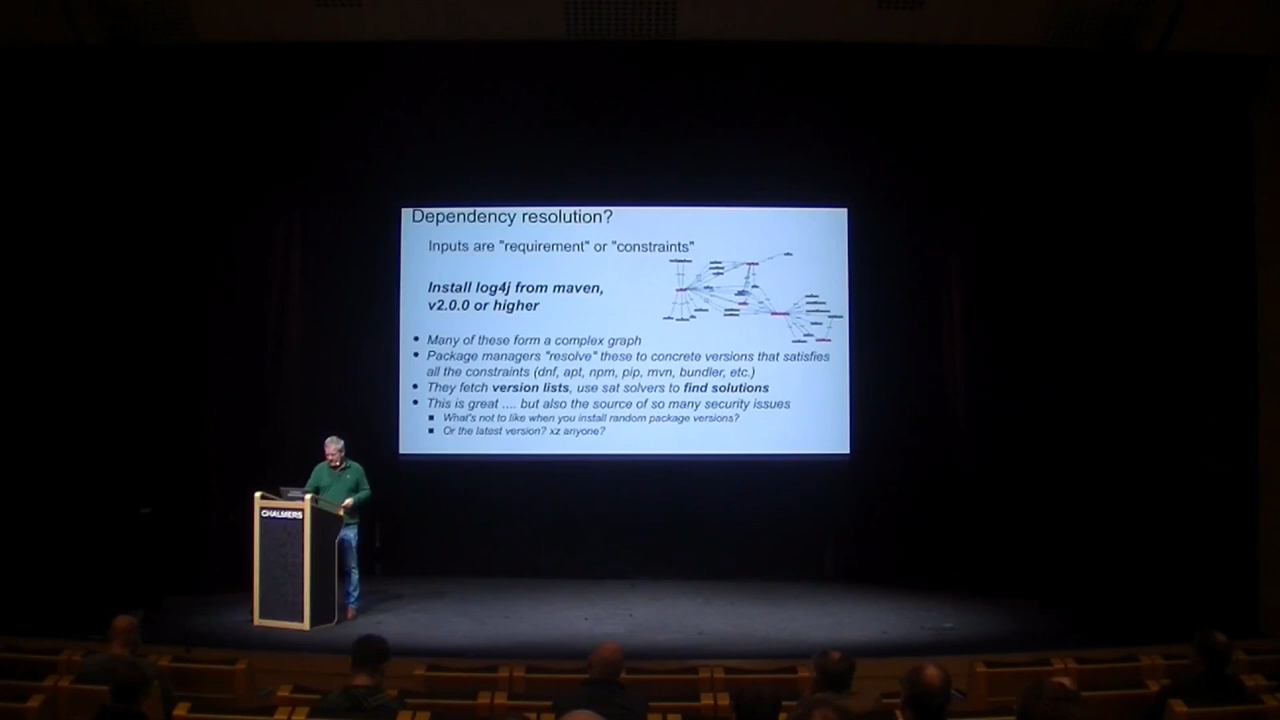 Dependency resolution?
Inputs are "requirement" or "constraints"
Install log4j from maven,
v2.0.0 or higher
Many of these form a complex graph
Package managers "resolve" these to concrete versions that satisfies
all the constraints (dnf, apt, npm, pip, mvn, bundler, etc.)
They fetch version lists, use sat solvers to find solutions
This is great .... but also the source of so many security issues
What's not to like when you install random package versions?
Or the latest version? xz anyone?
CHALMERS